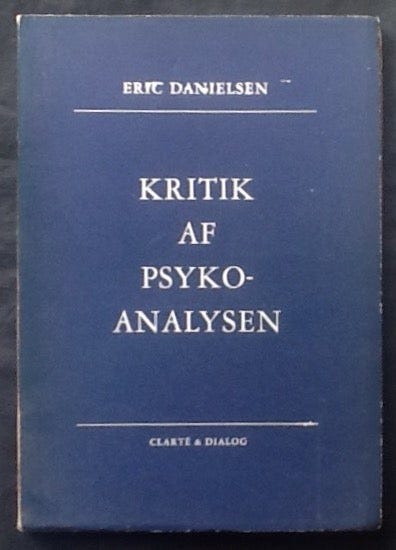 ERIC DANIELSEN
KRITIK
AF
PSYKO-
ANALYSEN
CLARTÉ & DIALOG